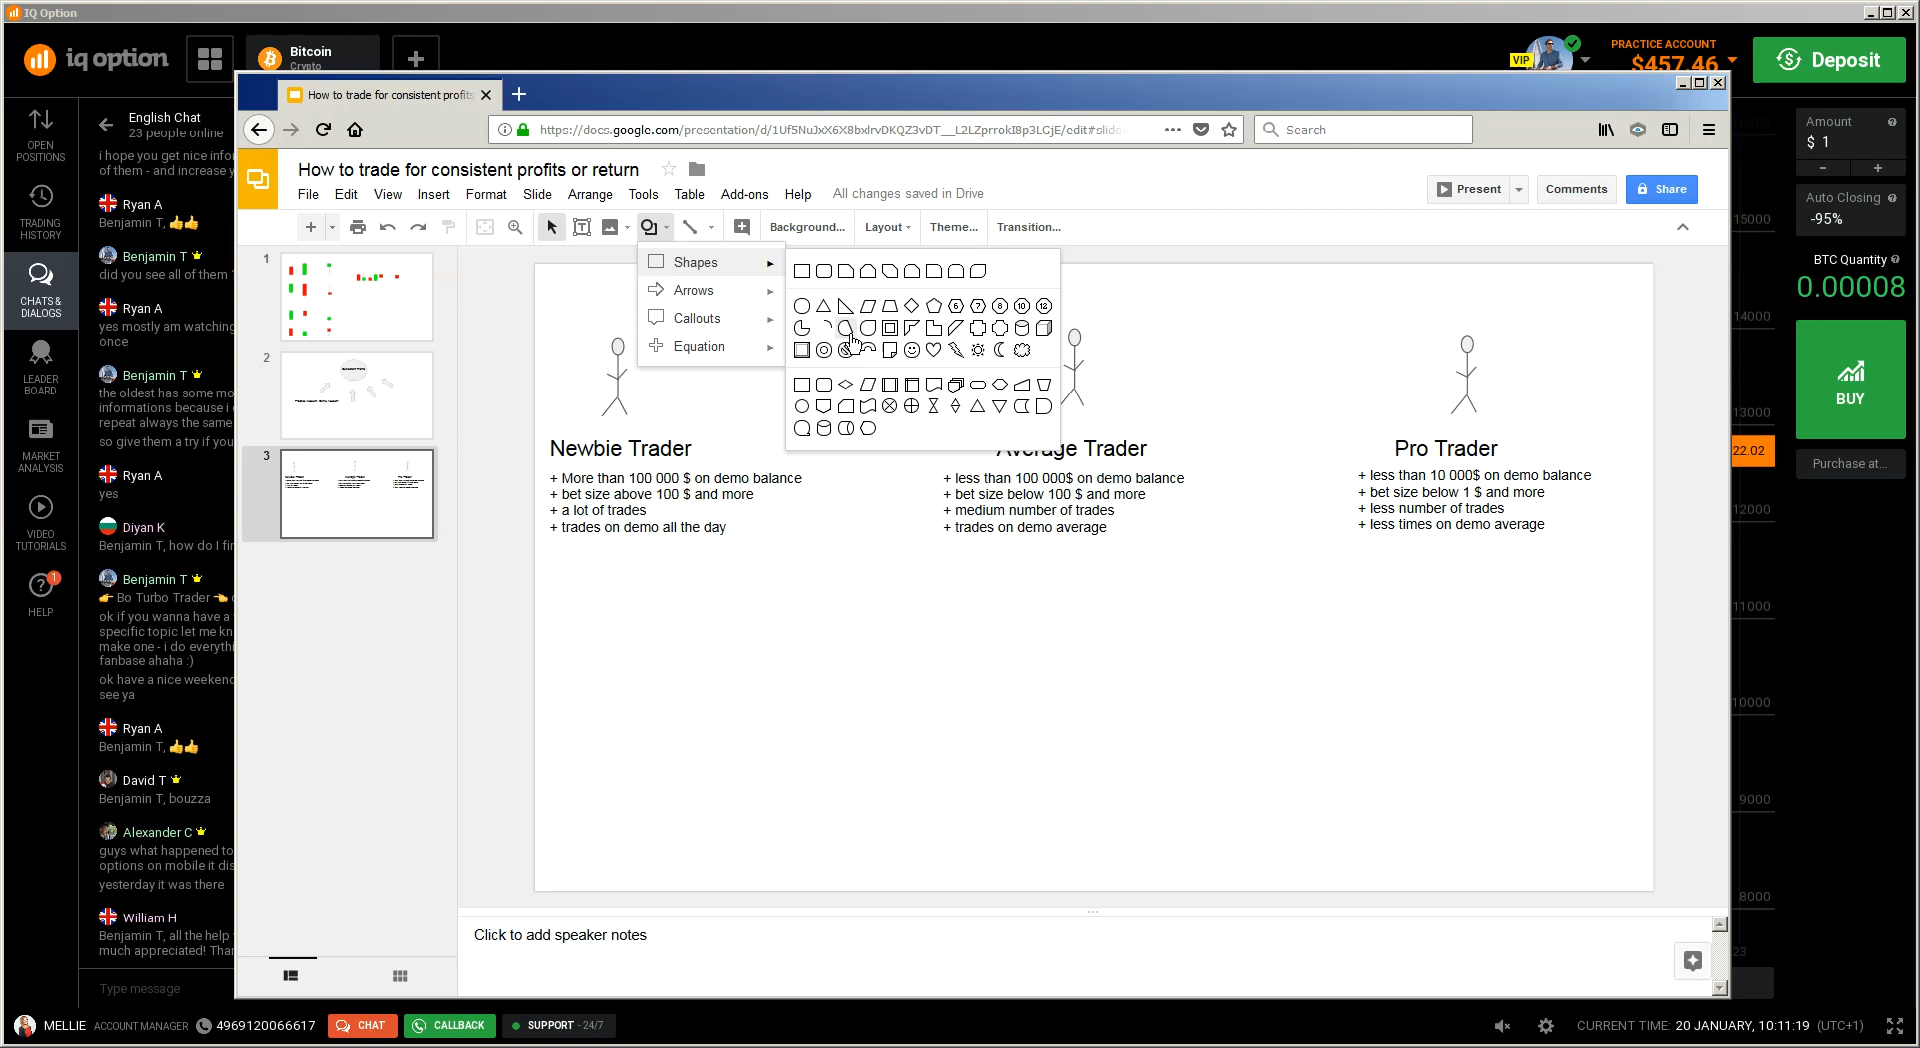 IQ Option
iq option
Bitcoin
Crypto
VIP
PRACTICE ACCOUNT
$457.46
Deposit
How to trade for consistent profits
English Chat
23 people online
OPEN
POSITIONS
https://docs.google.com/presentation/d/1Uf5NuJxX6X8bxlrvDKQZ3vDT__L2LZprrokI8p3LGjE/edit#slide
Search
i hope you get nice infor
of them - and increase y
Amount
$ 1
How to trade for consistent profits or return
File Edit View Insert Format Slide Arrange Tools Table Add-ons Help All changes saved in Drive
Present
Comments
Share
Auto Closing
-95%
Ryan A
Benjamin T, 👍👍
TRADING
HISTORY
Background...
Layout
Theme...
Transition...
15000
Benjamin T
did you see all of them
BTC Quantity
0.00008
CHATS &
DIALOGS
Shapes
Arrows
Callouts
Equation
6 7 8 10 12
1
2
3
Ryan A
yes mostly am watching
once
14000
LEADER
BOARD
Benjamin T
the oldest has some mo
informations because i
repeat always the same
so give them a try if you
BUY
13000
22.02
Purchase at...
MARKET
ANALYSIS
Ryan A
yes
Newbie Trader
+ More than 100 000 $ on demo balance
+ bet size above 100 $ and more
+ a lot of trades
+ trades on demo all the day
Average Trader
+ less than 100 000$ on demo balance
+ bet size below 100 $ and more
+ medium number of trades
+ trades on demo average
Pro Trader
+ less than 10 000$ on demo balance
+ bet size below 1 $ and more
+ less number of trades
+ less times on demo average
12000
VIDEO
TUTORIALS
Diyan K
Benjamin T, how do I fi
1
HELP
Benjamin T
👉 Bo Turbo Trader 👈
ok if you wanna have a
specific topic let me kn
make one - i do everythi
fanbase ahaha :)
ok have a nice weekend
see ya
11000
10000
Ryan A
Benjamin T, 👍👍
David T
Benjamin T, bouzza
9000
Alexander C
guys what happened to
options on mobile it dis
yesterday it was there
8000
William H
Benjamin T, all the help
much appreciated! Tha
Click to add speaker notes
23
Type message
MELLIE ACCOUNT MANAGER 4969120066617 CHAT CALLBACK SUPPORT - 24/7
CURRENT TIME: 20 JANUARY, 10:11:19 (UTC+1)